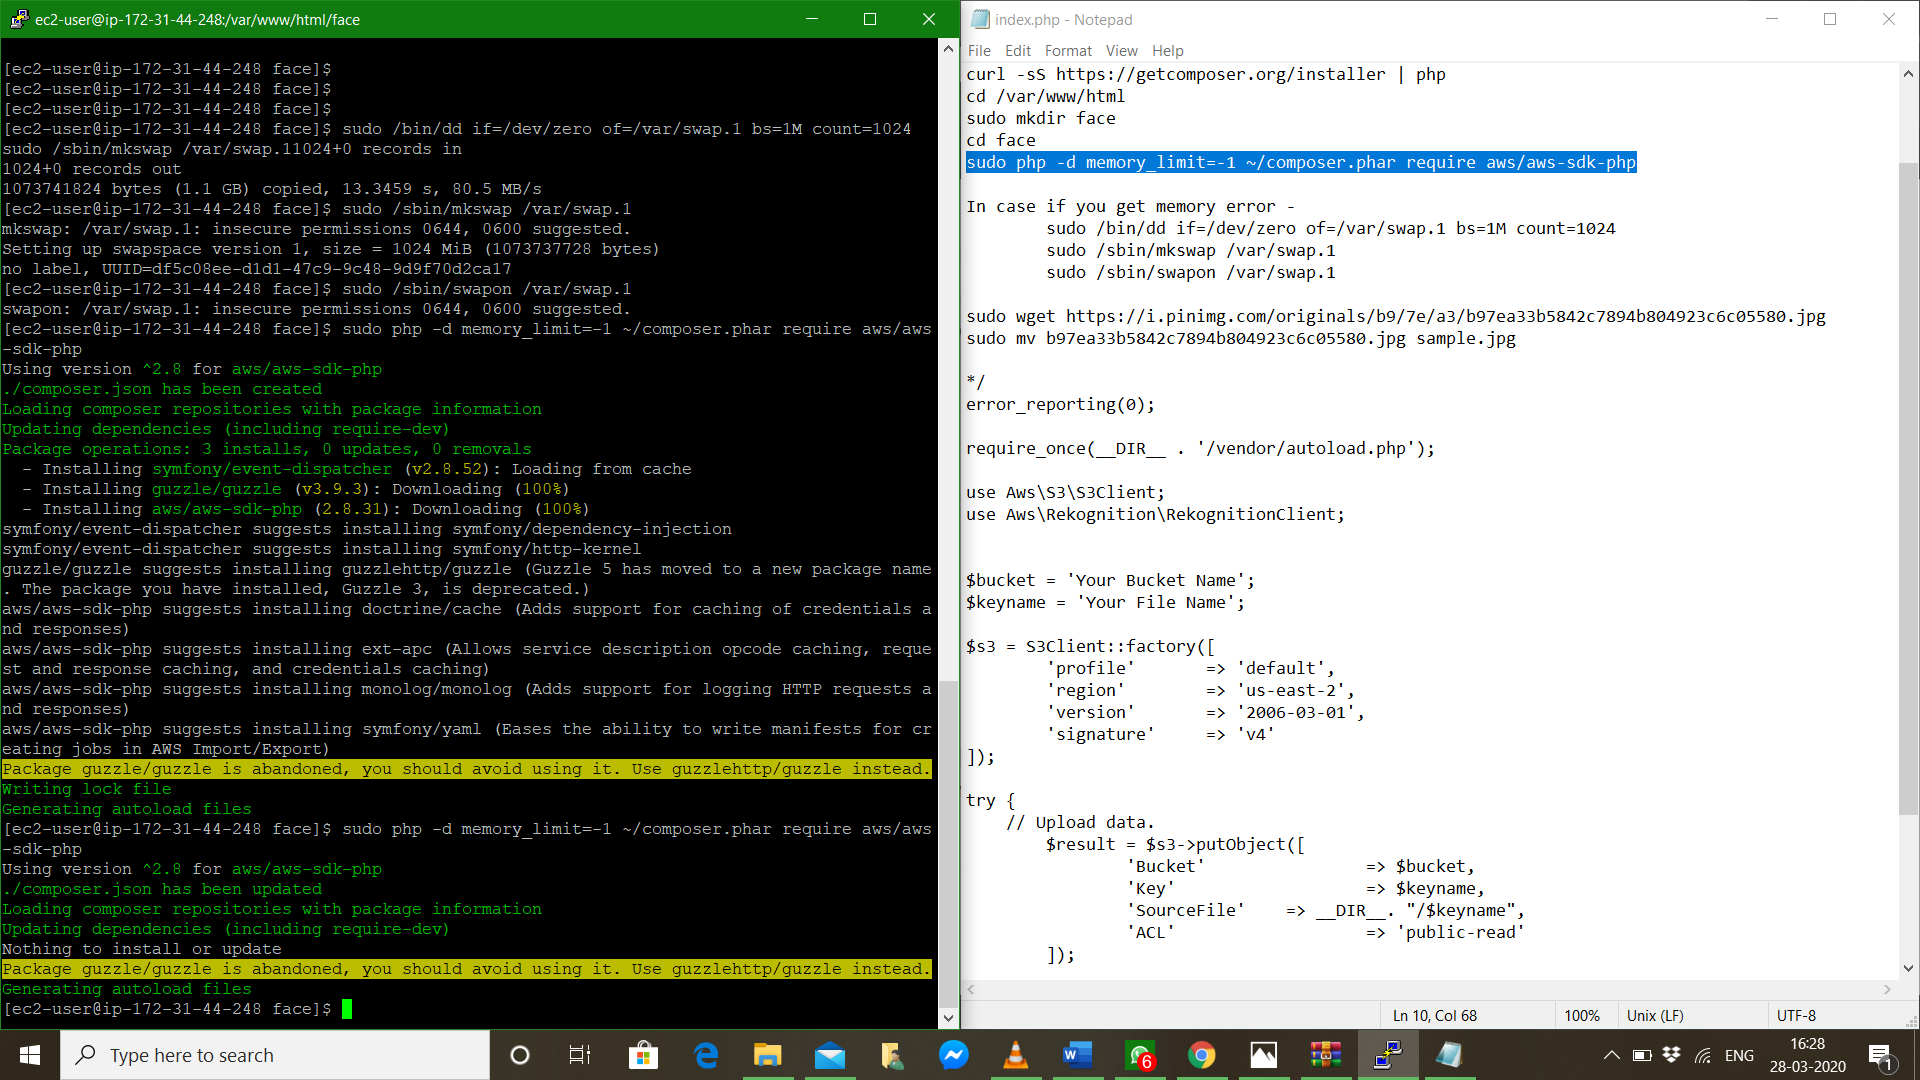 ec2-user@ip-172-31-44-248:/var/www/html/face
[ec2-user@ip-172-31-44-248 face]$
[ec2-user@ip-172-31-44-248 face]$
[ec2-user@ip-172-31-44-248 face]$
[ec2-user@ip-172-31-44-248 face]$ sudo /bin/dd if=/dev/zero of=/var/swap.1 bs=1M count=1024
sudo /sbin/mkswap /var/swap.11024+0 records in
1024+0 records out
1073741824 bytes (1.1 GB) copied, 13.3459 s, 80.5 MB/s
[ec2-user@ip-172-31-44-248 face]$ sudo /sbin/mkswap /var/swap.1
mkswap: /var/swap.1: insecure permissions 0644, 0600 suggested.
Setting up swapspace version 1, size = 1024 MiB (1073737728 bytes)
no label, UUID=df5c08ee-d1d1-47c9-9c48-9d9f70d2ca17
[ec2-user@ip-172-31-44-248 face]$ sudo /sbin/swapon /var/swap.1
swapon: /var/swap.1: insecure permissions 0644, 0600 suggested.
[ec2-user@ip-172-31-44-248 face]$ sudo php -d memory_limit=-1 ~/composer.phar require aws/aws
-sdk-php
Using version ^2.8 for aws/aws-sdk-php
./composer.json has been created
Loading composer repositories with package information
Updating dependencies (including require-dev)
Package operations: 3 installs, 0 updates, 0 removals
  - Installing symfony/event-dispatcher (v2.8.52): Loading from cache
  - Installing guzzle/guzzle (v3.9.3): Downloading (100%)
  - Installing aws/aws-sdk-php (2.8.31): Downloading (100%)
symfony/event-dispatcher suggests installing symfony/dependency-injection
symfony/event-dispatcher suggests installing symfony/http-kernel
guzzle/guzzle suggests installing guzzlehttp/guzzle (Guzzle 5 has moved to a new package name
. The package you have installed, Guzzle 3, is deprecated.)
aws/aws-sdk-php suggests installing doctrine/cache (Adds support for caching of credentials a
nd responses)
aws/aws-sdk-php suggests installing ext-apc (Allows service description opcode caching, reque
st and response caching, and credentials caching)
aws/aws-sdk-php suggests installing monolog/monolog (Adds support for logging HTTP requests a
nd responses)
aws/aws-sdk-php suggests installing symfony/yaml (Eases the ability to write manifests for cr
eating jobs in AWS Import/Export)
Package guzzle/guzzle is abandoned, you should avoid using it. Use guzzlehttp/guzzle instead.
Writing lock file
Generating autoload files
[ec2-user@ip-172-31-44-248 face]$ sudo php -d memory_limit=-1 ~/composer.phar require aws/aws
-sdk-php
Using version ^2.8 for aws/aws-sdk-php
./composer.json has been updated
Loading composer repositories with package information
Updating dependencies (including require-dev)
Nothing to install or update
Package guzzle/guzzle is abandoned, you should avoid using it. Use guzzlehttp/guzzle instead.
Generating autoload files
[ec2-user@ip-172-31-44-248 face]$
index.php - Notepad
File Edit Format View Help
curl -sS https://getcomposer.org/installer | php
cd /var/www/html
sudo mkdir face
cd face
sudo php -d memory_limit=-1 ~/composer.phar require aws/aws-sdk-php
In case if you get memory error -
sudo /bin/dd if=/dev/zero of=/var/swap.1 bs=1M count=1024
sudo /sbin/mkswap /var/swap.1
sudo /sbin/swapon /var/swap.1
sudo wget https://i.pinimg.com/originals/b9/7e/a3/b97ea33b5842c7894b804923c6c05580.jpg
sudo mv b97ea33b5842c7894b804923c6c05580.jpg sample.jpg
*/
error_reporting(0);
require_once(__DIR__ . '/vendor/autoload.php');
use Aws\S3\S3Client;
use Aws\Rekognition\RekognitionClient;
$bucket = 'Your Bucket Name';
$keyname = 'Your File Name';
$s3 = S3Client::factory([
'profile' => 'default',
'region' => 'us-east-2',
'version' => '2006-03-01',
'signature' => 'v4'
]);
try {
// Upload data.
$result = $s3->putObject([
'Bucket' => $bucket,
'Key' => $keyname,
'SourceFile' => __DIR__. "/$keyname",
'ACL' => 'public-read'
]);
Ln 10, Col 68 100% Unix (LF) UTF-8
Type here to search
6
ENG
16:28
28-03-2020
1